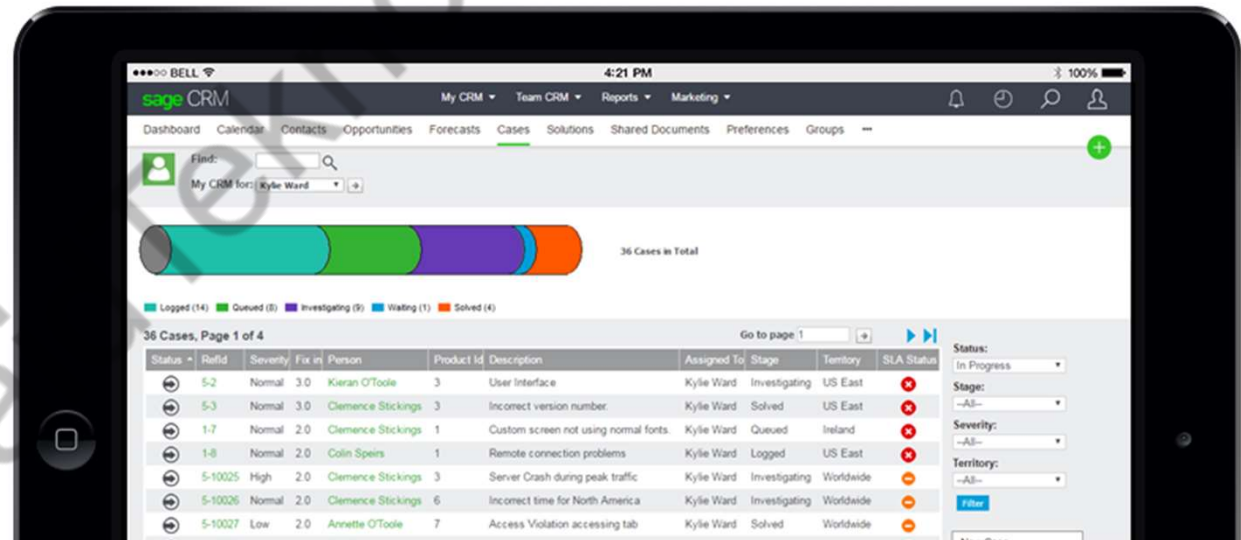 ●●●○○ BELL 4:21 PM 100%
sage CRM My CRM Team CRM Reports Marketing
Dashboard Calendar Contacts Opportunities Forecasts Cases Solutions Shared Documents Preferences Groups
Find:
My CRM for: Kylie Ward
36 Cases in Total
Logged (14) Queued (8) Investigating (9) Waiting (1) Solved (4)
36 Cases, Page 1 of 4 Go to page 1
Status RefId Severity Fix in Person Product Id Description Assigned To Stage Territory SLA Status
5-2 Normal 3.0 Kieran O'Toole 3 User Interface Kylie Ward Investigating US East
5-3 Normal 3.0 Clemence Stickings 3 Incorrect version number. Kylie Ward Solved US East
1-7 Normal 2.0 Clemence Stickings 1 Custom screen not using normal fonts. Kylie Ward Queued Ireland
1-8 Normal 2.0 Colin Speirs 1 Remote connection problems Kylie Ward Logged US East
5-10025 High 2.0 Clemence Stickings 3 Server Crash during peak traffic Kylie Ward Investigating Worldwide
5-10026 Normal 2.0 Clemence Stickings 6 Incorrect time for North America Kylie Ward Investigating Worldwide
5-10027 Low 2.0 Annette O'Toole 7 Access Violation accessing tab Kylie Ward Solved Worldwide
Status:
In Progress
Stage:
--All--
Severity:
--All--
Territory:
--All--
Filter